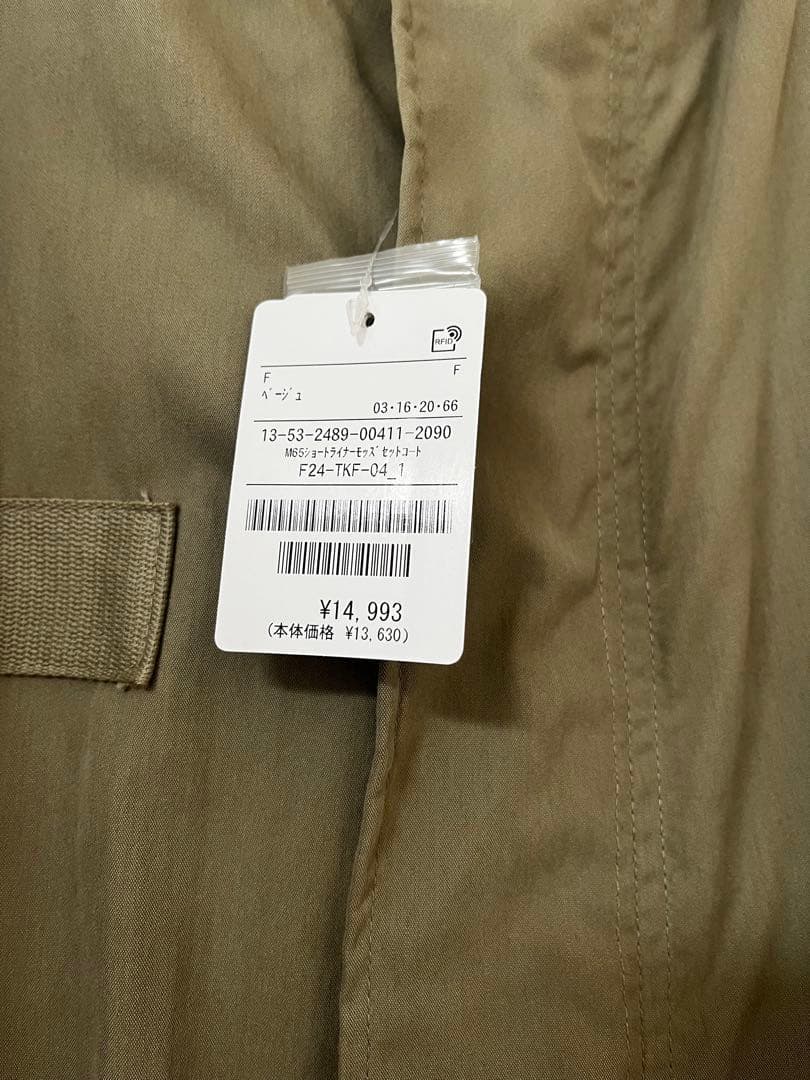 RFID
F F
ﾍﾞｰｼﾞｭ
03・16・20・66
13-53-2489-00411-2090
M65ｼｮｰﾄﾗｲﾅｰﾓｯｽﾞｾｯﾄｺｰﾄ
F24-TKF-04_1
¥14,993
(本体価格 ¥13,630)